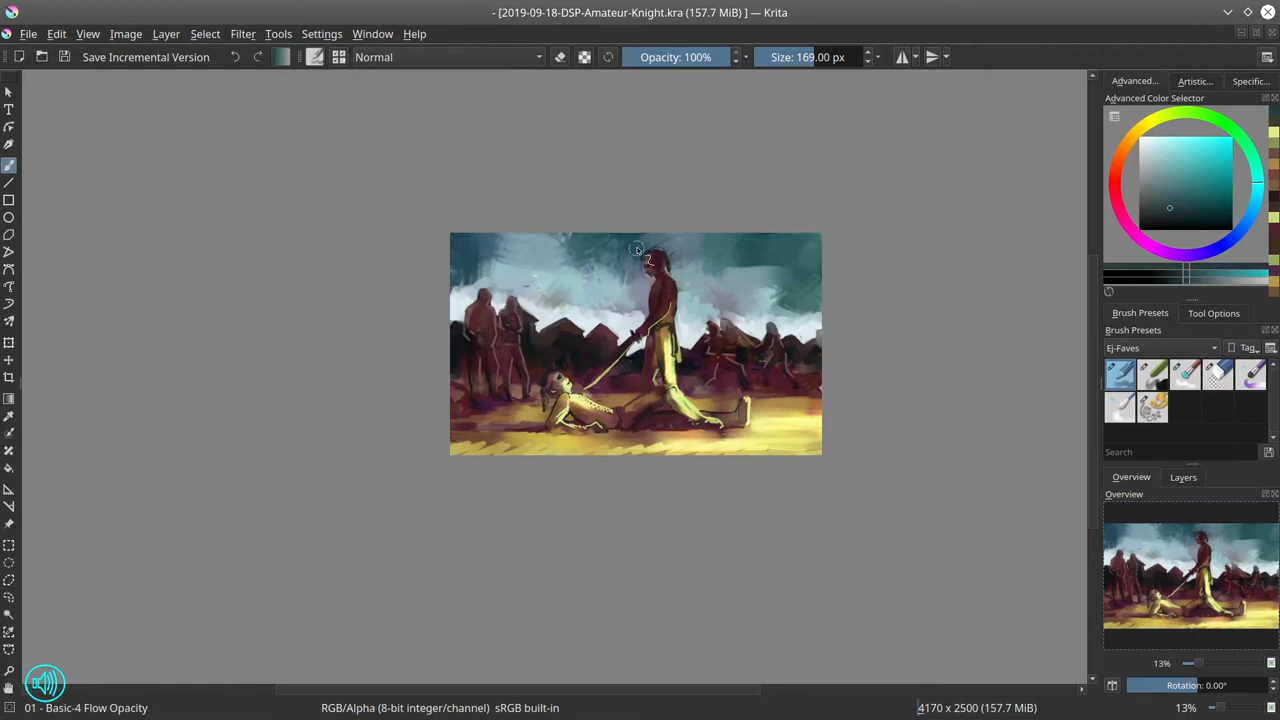 - [2019-09-18-DSP-Amateur-Knight.kra (157.7 MiB) ] — Krita
File Edit View Image Layer Select Filter Tools Settings Window Help
Save Incremental Version Normal Opacity: 100% Size: 169.00 px
Advanced... Artistic... Specific...
Advanced Color Selector
Brush Presets Tool Options
Brush Presets
Ej-Faves Tag
Search
Overview Layers
Overview
13%
Rotation: 0.00°
01 - Basic-4 Flow Opacity RGB/Alpha (8-bit integer/channel) sRGB built-in 4170 x 2500 (157.7 MiB) 13%